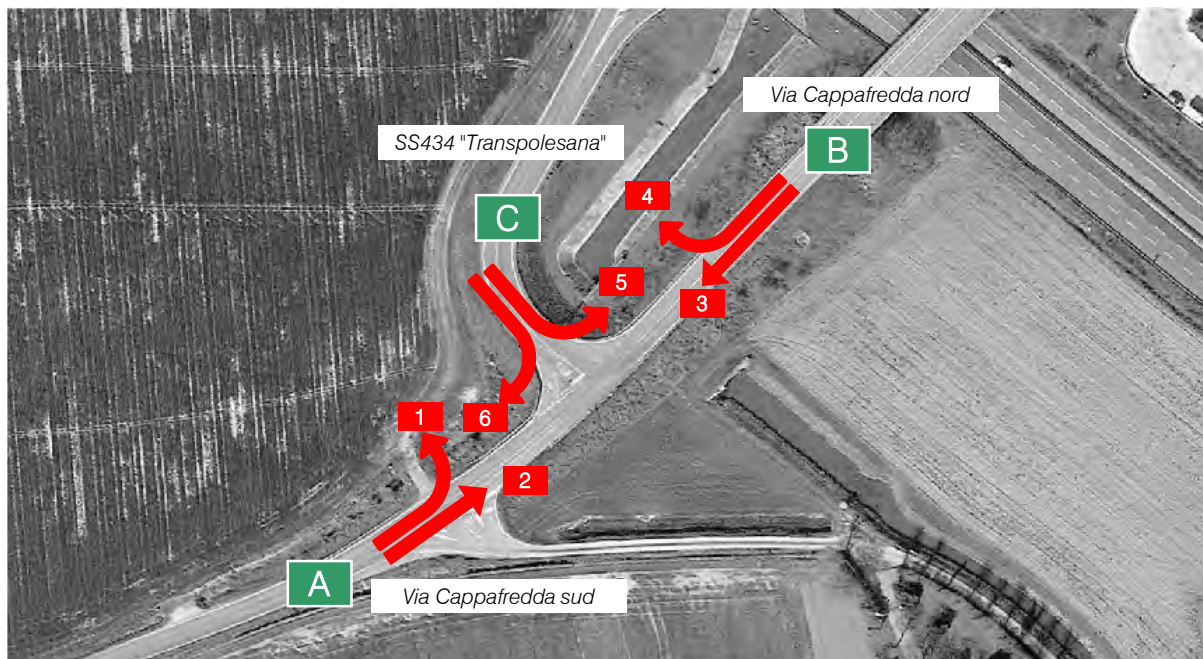 Via Cappafredda nord
B
SS434 "Transpolesana"
4
C
5
3
1
6
2
A
Via Cappafredda sud